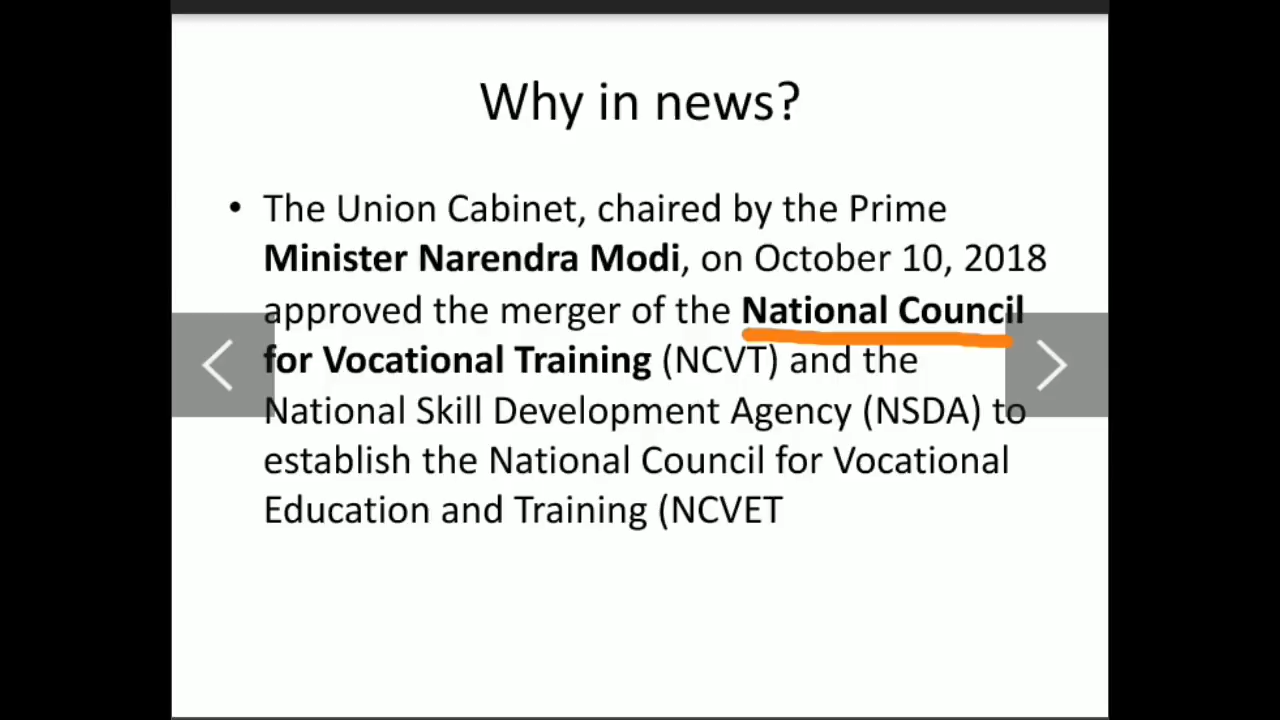 Why in news?
• The Union Cabinet, chaired by the Prime
Minister Narendra Modi, on October 10, 2018
approved the merger of the National Council
for Vocational Training (NCVT) and the
National Skill Development Agency (NSDA) to
establish the National Council for Vocational
Education and Training (NCVET